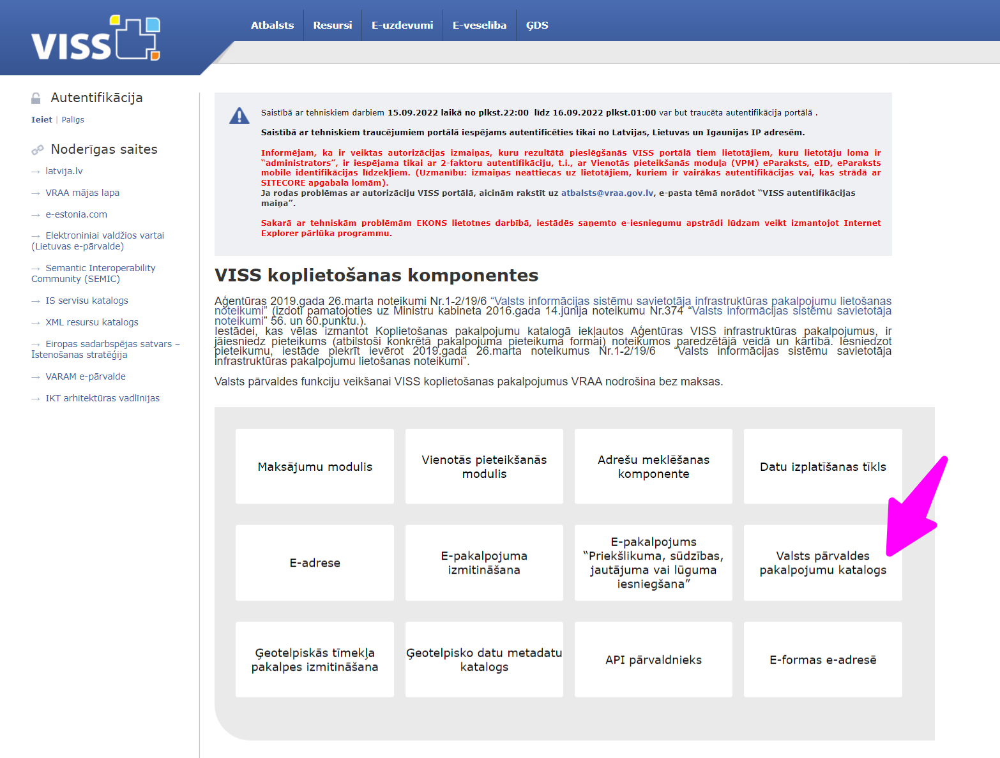 VISS
Atbalsts
Resursi
E-uzdevumi
E-veselība
ĢDS
Autentifikācija
Ieiet | Palīgs
Noderīgas saites
→ latvija.lv
→ VRAA mājas lapa
→ e-estonia.com
→ Elektroniniai valdžios vartai
(Lietuvas e-pārvalde)
→ Semantic Interoperability
Community (SEMIC)
→ IS servisu katalogs
→ XML resursu katalogs
→ Eiropas sadarbspējas satvars –
Īstenošanas stratēģija
→ VARAM e-pārvalde
→ IKT arhitektūras vadlīnijas
Saistībā ar tehniskiem darbiem 15.09.2022 laikā no plkst.22:00 līdz 16.09.2022 plkst.01:00 var but traucēta autentifikācija portālā .
Saistībā ar tehniskiem traucējumiem portālā iespējams autentificēties tikai no Latvijas, Lietuvas un Igaunijas IP adresēm.
Informējam, ka ir veiktas autorizācijas izmaiņas, kuru rezultātā pieslēgšanās VISS portālā tiem lietotājiem, kuru lietotāju loma ir
“administrators”, ir iespējama tikai ar 2-faktoru autentifikāciju, t.i., ar Vienotās pieteikšanās moduļa (VPM) eParaksts, eID, eParaksts
mobile identifikācijas līdzekļiem. (Uzmanību: izmaiņas neattiecas uz lietotājiem, kuriem ir vairākas autentifikācijas vai, kas strādā ar
SITECORE apgabala lomām).
Ja rodas problēmas ar autorizāciju VISS portālā, aicinām rakstīt uz atbalsts@vraa.gov.lv, e-pasta tēmā norādot “VISS autentifikācijas
maiņa”.
Sakarā ar tehniskām problēmām EKONS lietotnes darbībā, iestādēs saņemto e-iesniegumu apstrādi lūdzam veikt izmantojot Internet
Explorer pārlūka programmu.
VISS koplietošanas komponentes
Aģentūras 2019.gada 26.marta noteikumi Nr.1-2/19/6 “Valsts informācijas sistēmu savietotāja infrastruktūras pakalpojumu lietošanas
noteikumi” (izdoti pamatojoties uz Ministru kabineta 2016.gada 14.jūnija noteikumu Nr.374 “Valsts informācijas sistēmu savietotāja
noteikumi” 56. un 60.punktu.).
Iestādei, kas vēlas izmantot Koplietošanas pakalpojumu katalogā iekļautos Aģentūras VISS infrastruktūras pakalpojumus, ir
jāiesniedz pieteikums (atbilstoši konkrētā pakalpojuma pieteikuma formai) noteikumos paredzētajā veidā un kārtībā. Iesniedzot
pieteikumu, iestāde piekrīt ievērot 2019.gada 26.marta noteikumus Nr.1-2/19/6 “Valsts informācijas sistēmu savietotāja
infrastruktūras pakalpojumu lietošanas noteikumi”.
Valsts pārvaldes funkciju veikšanai VISS koplietošanas pakalpojumus VRAA nodrošina bez maksas.
Maksājumu modulis
Vienotās pieteikšanās
modulis
Adrešu meklēšanas
komponente
Datu izplatīšanas tīkls
E-adrese
E-pakalpojuma
izmitināšana
E-pakalpojums
“Priekšlikuma, sūdzības,
jautājuma vai lūguma
iesniegšana”
Valsts pārvaldes
pakalpojumu katalogs
Ģeotelpiskās tīmekļa
pakalpes izmitināšana
Ģeotelpisko datu metadatu
katalogs
API pārvaldnieks
E-formas e-adresē